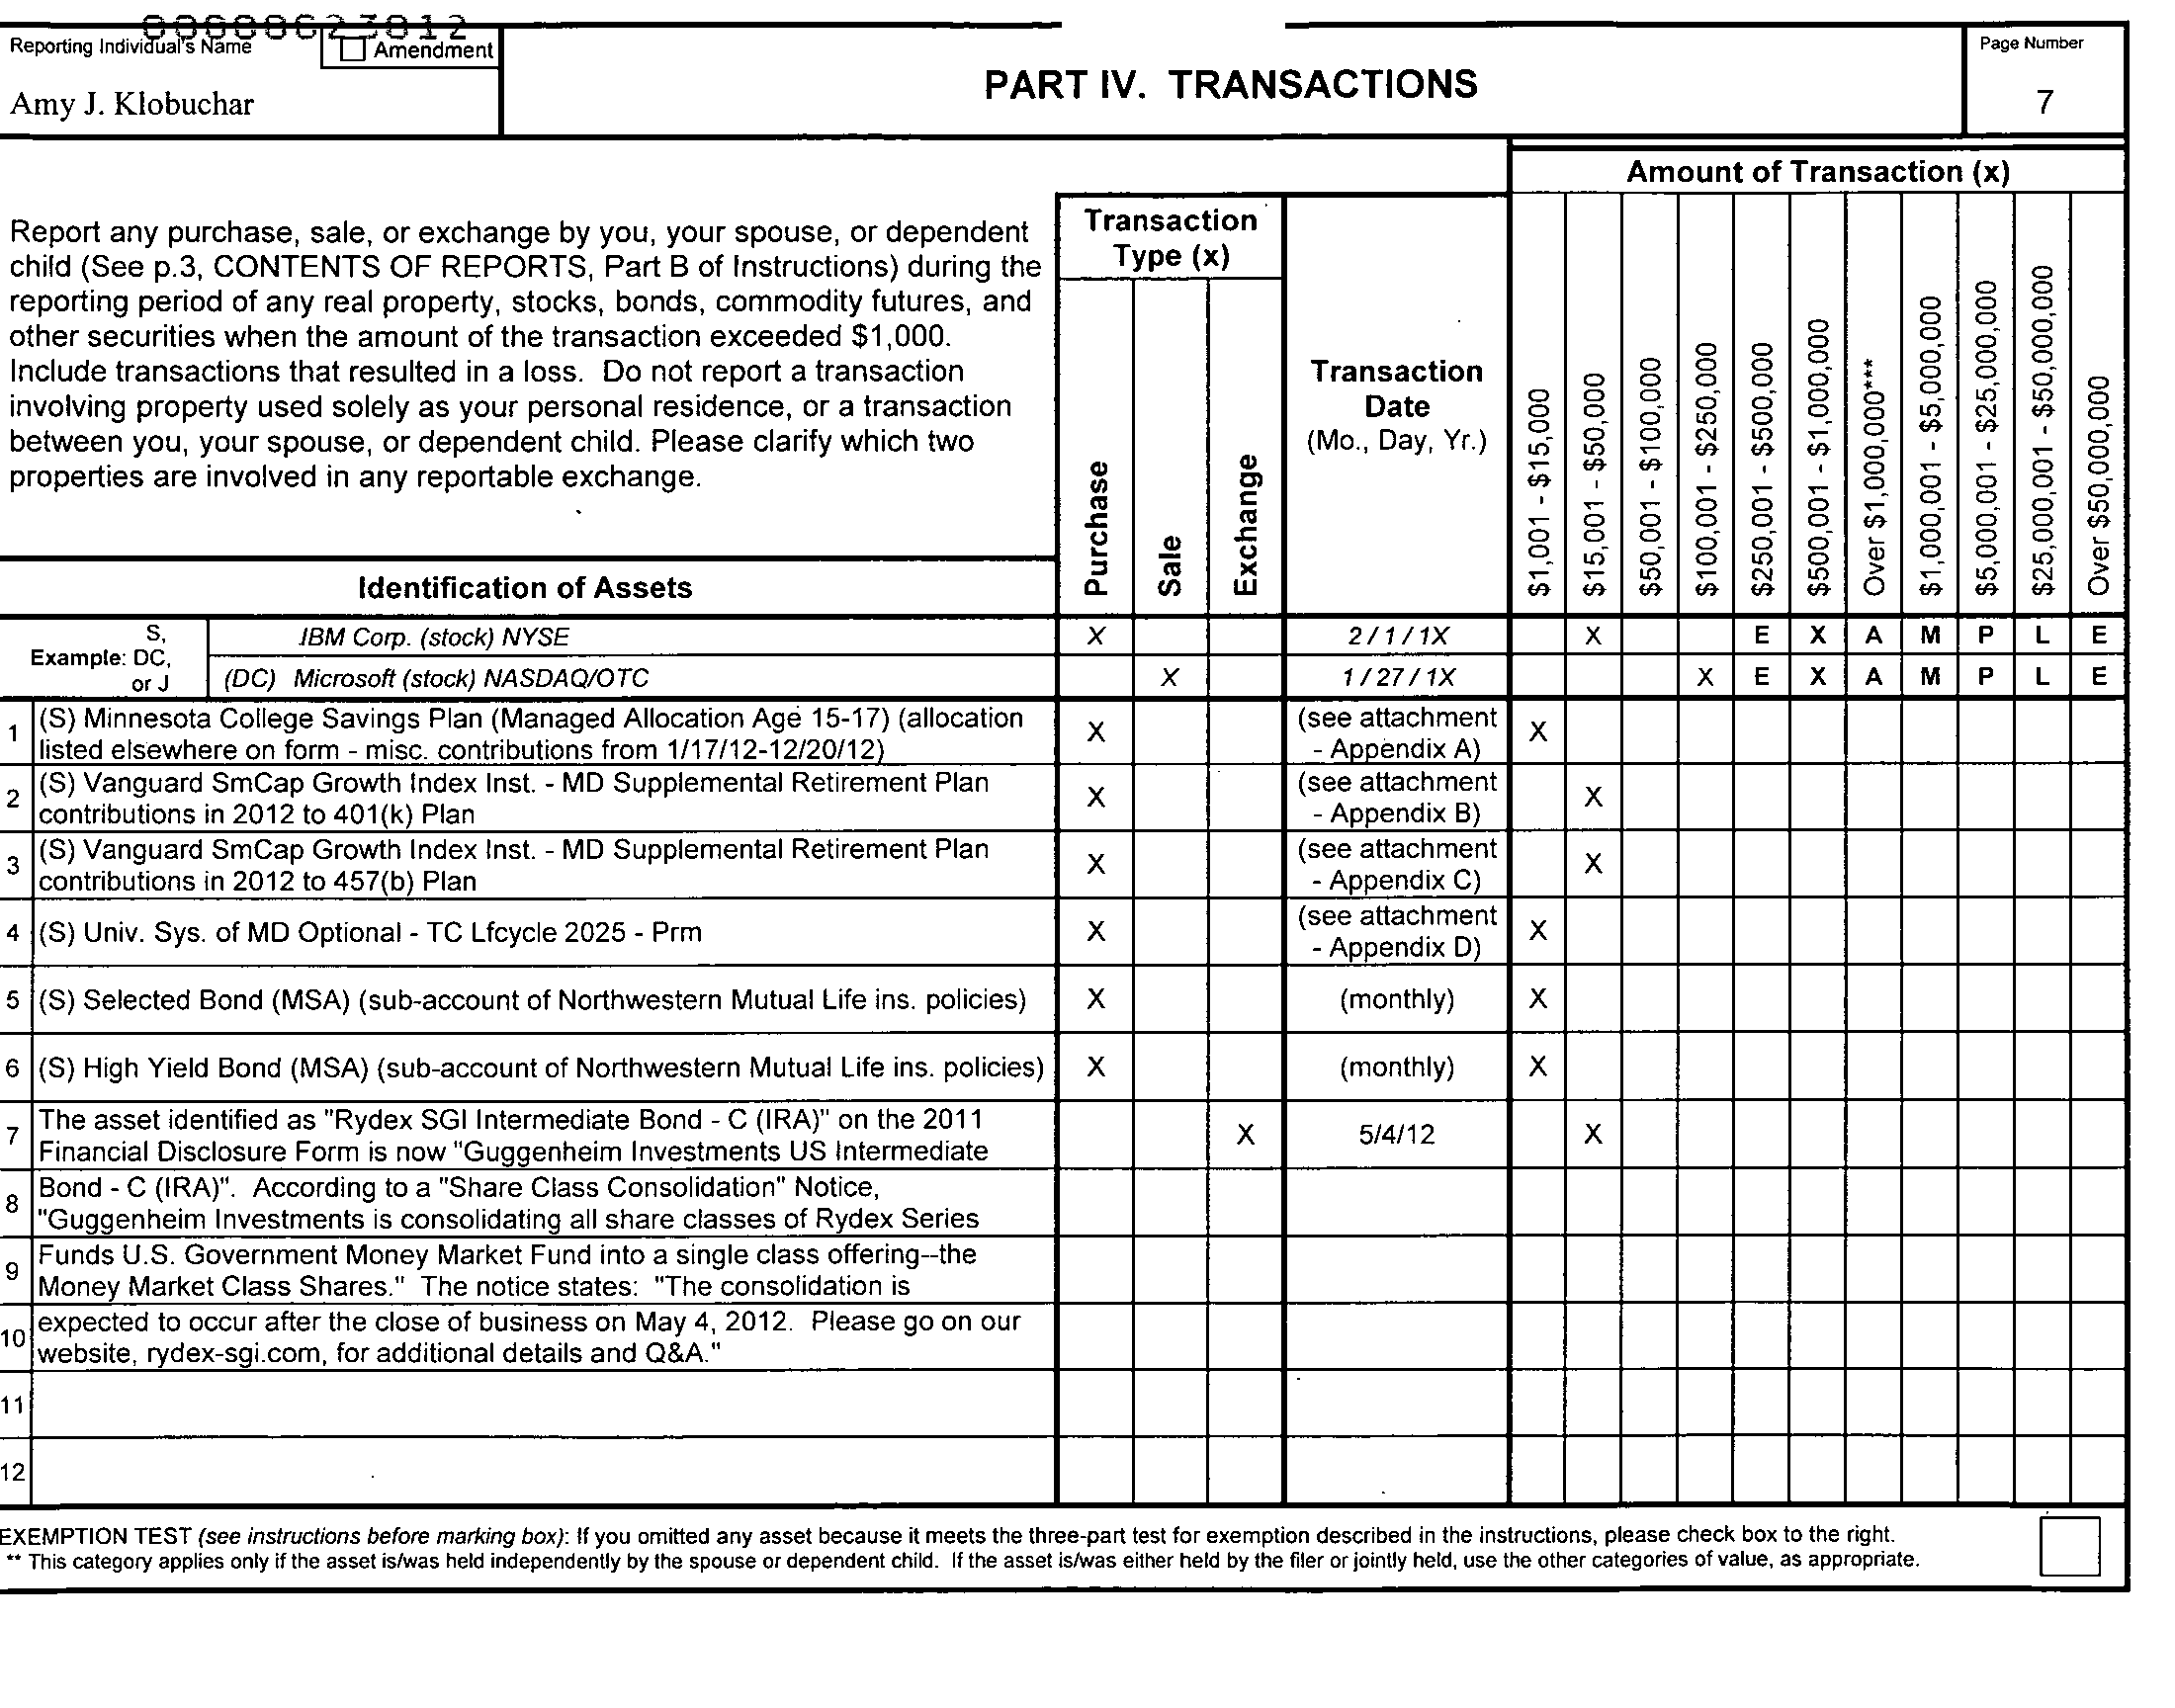 00000623812
Reporting Individual's Name
Amendment
Amy J. Klobuchar
PART IV. TRANSACTIONS
Page Number
7
Report any purchase, sale, or exchange by you, your spouse, or dependent
child (See p.3, CONTENTS OF REPORTS, Part B of Instructions) during the
reporting period of any real property, stocks, bonds, commodity futures, and
other securities when the amount of the transaction exceeded $1,000.
Include transactions that resulted in a loss. Do not report a transaction
involving property used solely as your personal residence, or a transaction
between you, your spouse, or dependent child. Please clarify which two
properties are involved in any reportable exchange.
Identification of Assets
Transaction
Type (x)
Purchase
Sale
Exchange
Transaction
Date
(Mo., Day, Yr.)
Amount of Transaction (x)
$1,001 - $15,000
$15,001 - $50,000
$50,001 - $100,000
$100,001 - $250,000
$250,001 - $500,000
$500,001 - $1,000,000
Over $1,000,000***
$1,000,001 - $5,000,000
$5,000,001 - $25,000,000
$25,000,001 - $50,000,000
Over $50,000,000
Example:
S,
DC,
or J
IBM Corp. (stock) NYSE X 2 / 1 / 1X X E X A M P L E
(DC) Microsoft (stock) NASDAQ/OTC X 1 / 27 / 1X X E X A M P L E
1 (S) Minnesota College Savings Plan (Managed Allocation Age 15-17) (allocation
listed elsewhere on form - misc. contributions from 1/17/12-12/20/12)
X (see attachment
- Appendix A) X
2 (S) Vanguard SmCap Growth Index Inst. - MD Supplemental Retirement Plan
contributions in 2012 to 401(k) Plan
X (see attachment
- Appendix B) X
3 (S) Vanguard SmCap Growth Index Inst. - MD Supplemental Retirement Plan
contributions in 2012 to 457(b) Plan
X (see attachment
- Appendix C) X
4 (S) Univ. Sys. of MD Optional - TC Lfcycle 2025 - Prm
X (see attachment
- Appendix D) X
5 (S) Selected Bond (MSA) (sub-account of Northwestern Mutual Life ins. policies) X (monthly) X
6 (S) High Yield Bond (MSA) (sub-account of Northwestern Mutual Life ins. policies) X (monthly) X
7 The asset identified as "Rydex SGI Intermediate Bond - C (IRA)" on the 2011
Financial Disclosure Form is now "Guggenheim Investments US Intermediate
X 5/4/12 X
8 Bond - C (IRA)". According to a "Share Class Consolidation" Notice,
"Guggenheim Investments is consolidating all share classes of Rydex Series
9 Funds U.S. Government Money Market Fund into a single class offering--the
Money Market Class Shares." The notice states: "The consolidation is
10 expected to occur after the close of business on May 4, 2012. Please go on our
website, rydex-sgi.com, for additional details and Q&A."
11
12
EXEMPTION TEST (see instructions before marking box): If you omitted any asset because it meets the three-part test for exemption described in the instructions, please check box to the right.
** This category applies only if the asset is/was held independently by the spouse or dependent child. If the asset is/was either held by the filer or jointly held, use the other categories of value, as appropriate.